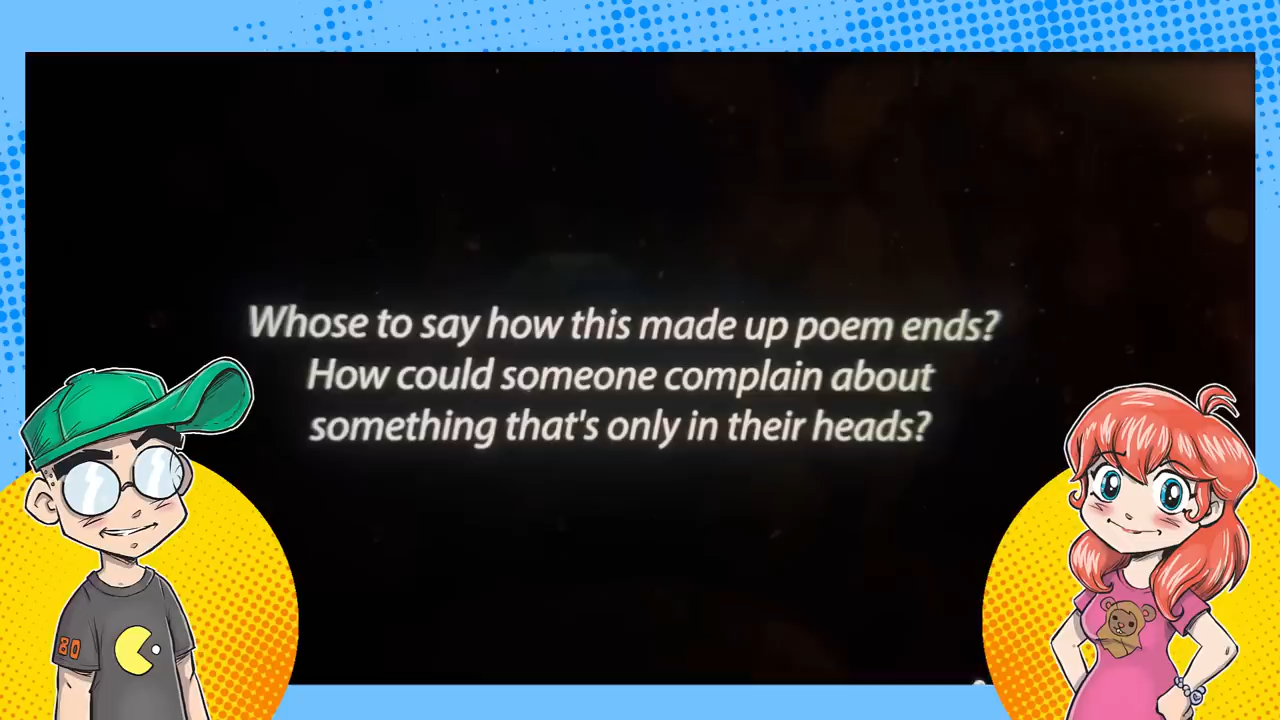 Whose to say how this made up poem ends?
How could someone complain about
something that's only in their heads?
80